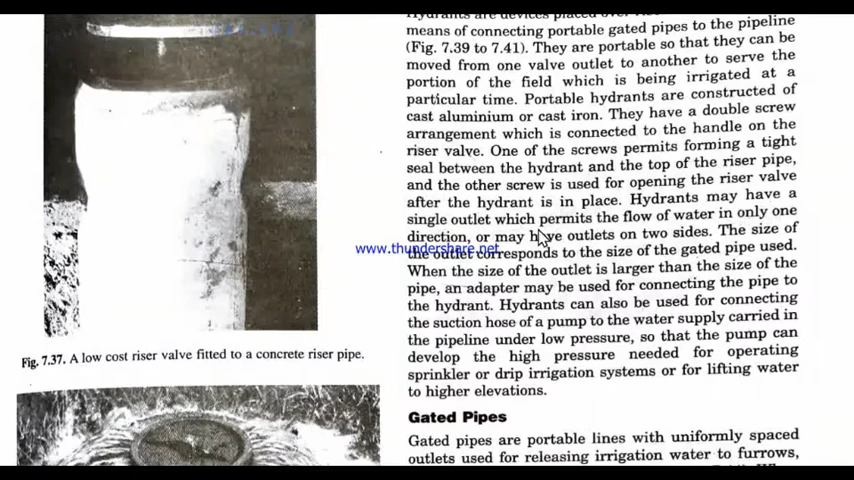 Hydrants are devices placed over
means of connecting portable gated pipes to the pipeline
(Fig. 7.39 to 7.41). They are portable so that they can be
moved from one valve outlet to another to serve the
portion of the field which is being irrigated at a
particular time. Portable hydrants are constructed of
cast aluminium or cast iron. They have a double screw
arrangement which is connected to the handle on the
riser valve. One of the screws permits forming a tight
seal between the hydrant and the top of the riser pipe,
and the other screw is used for opening the riser valve
after the hydrant is in place. Hydrants may have a
single outlet which permits the flow of water in only one
direction, or may have outlets on two sides. The size of
www.thundershare.net
the outlet corresponds to the size of the gated pipe used.
When the size of the outlet is larger than the size of the
pipe, an adapter may be used for connecting the pipe to
the hydrant. Hydrants can also be used for connecting
the suction hose of a pump to the water supply carried in
the pipeline under low pressure, so that the pump can
develop the high pressure needed for operating
sprinkler or drip irrigation systems or for lifting water
to higher elevations.
Fig. 7.37. A low cost riser valve fitted to a concrete riser pipe.
Gated Pipes
Gated pipes are portable lines with uniformly spaced
outlets used for releasing irrigation water to furrows,